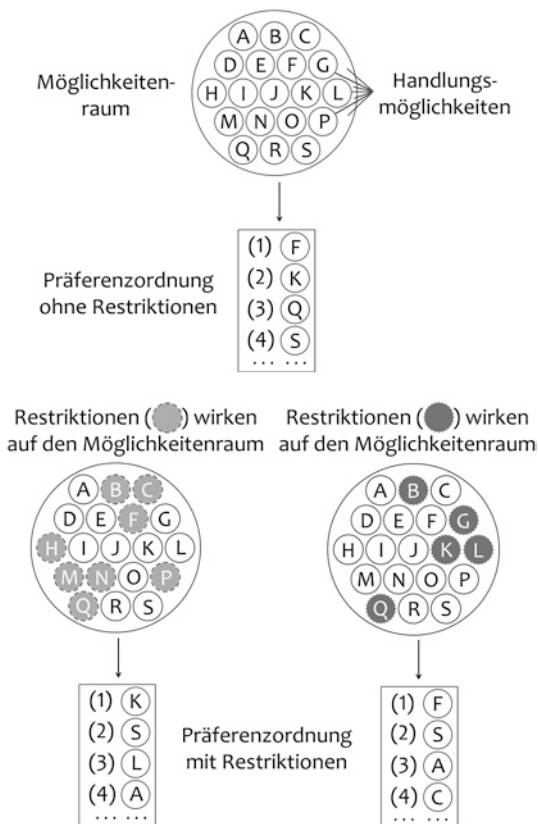 A B C
D E F G
H I J K L
M N O P
Q R S
Möglichkeiten-
raum
Handlungs-
möglichkeiten
Präferenzordnung
ohne Restriktionen
(1) F
(2) K
(3) Q
(4) S
... ...
Restriktionen ( ) wirken
auf den Möglichkeitenraum
A B C
D E F G
H I J K L
M N O P
Q R S
(1) K
(2) S
(3) L
(4) A
... ...
Restriktionen ( ) wirken
auf den Möglichkeitenraum
A B C
D E F G
H I J K L
M N O P
Q R S
Präferenzordnung
mit Restriktionen
(1) F
(2) S
(3) A
(4) C
... ...